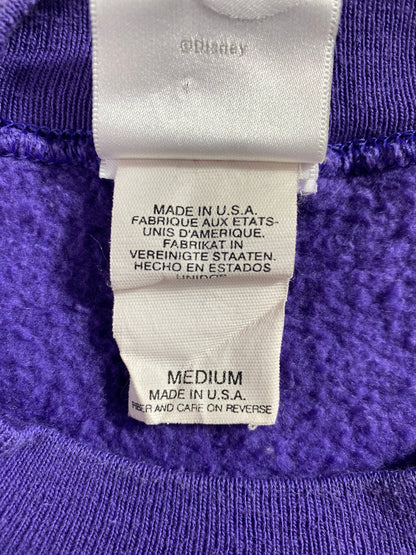 ©Disney
MADE IN U.S.A.
FABRIQUE AUX ETATS-
UNIS D'AMERIQUE.
FABRIKAT IN
VEREINIGTE STAATEN.
HECHO EN ESTADOS
UNIDOS
MEDIUM
MADE IN U.S.A.
FIBER AND CARE ON REVERSE